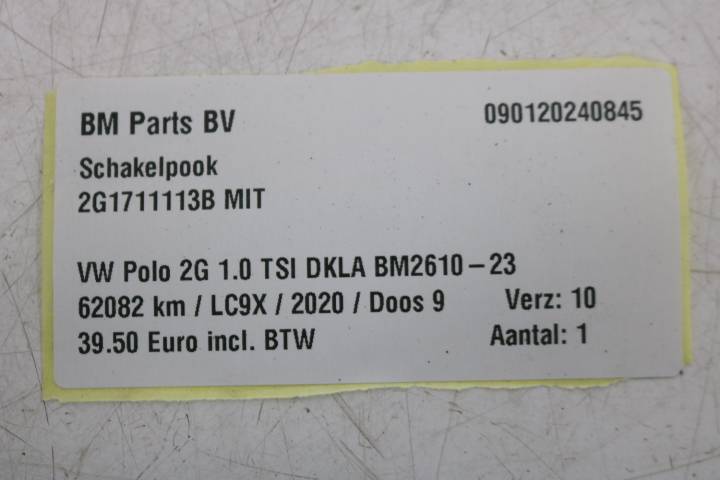 BM Parts BV 090120240845
Schakelpook
2G1711113B MIT
VW Polo 2G 1.0 TSI DKLA BM2610-23
62082 km / LC9X / 2020 / Doos 9 Verz: 10
39.50 Euro incl. BTW Aantal: 1